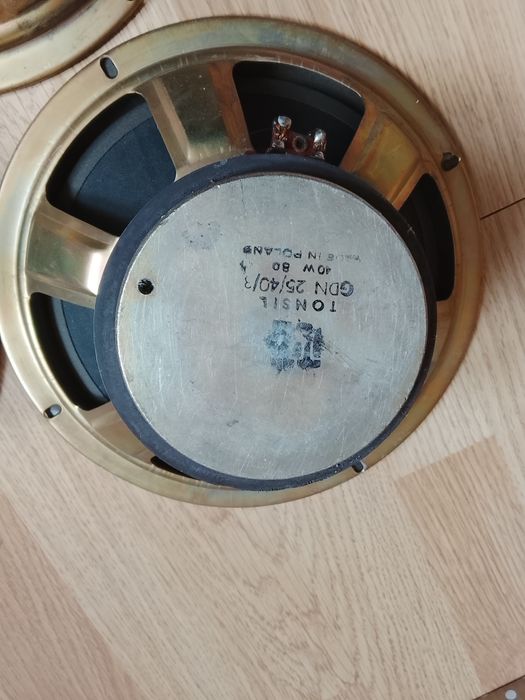 TONSIL
GDN 25/40/3
40W 8Ω
MADE IN POLAND